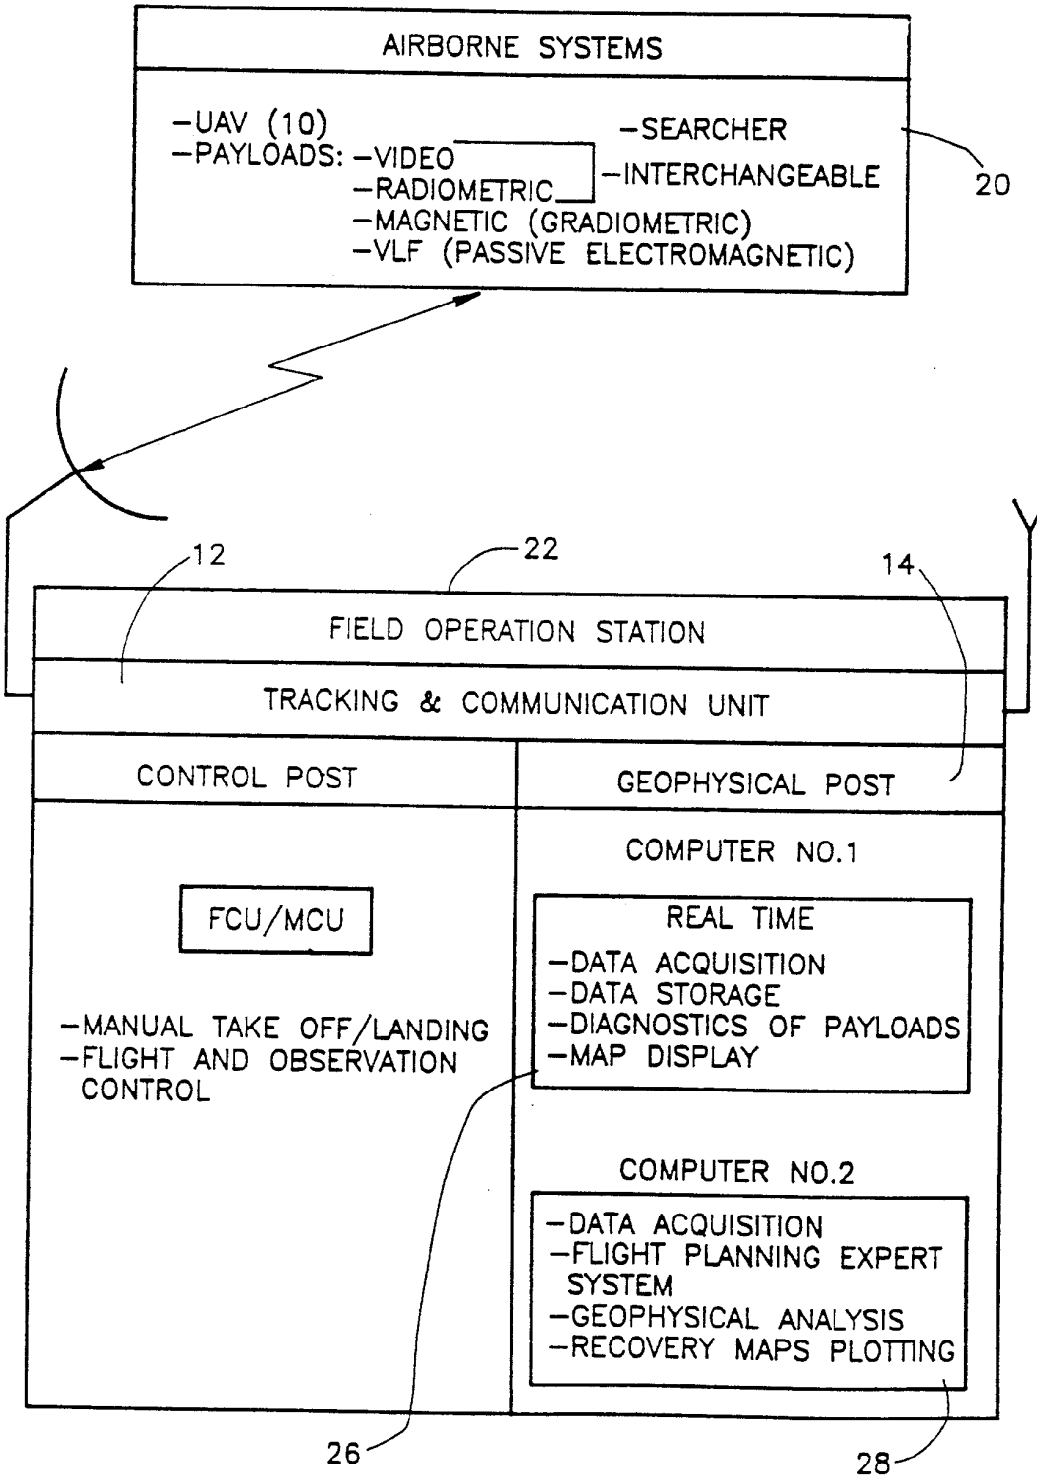 AIRBORNE SYSTEMS
-UAV (10)
-SEARCHER
-PAYLOADS: -VIDEO
-INTERCHANGEABLE
-RADIOMETRIC
-MAGNETIC (GRADIOMETRIC)
-VLF (PASSIVE ELECTROMAGNETIC)
20
12
22
14
FIELD OPERATION STATION
TRACKING & COMMUNICATION UNIT
CONTROL POST
FCU/MCU
-MANUAL TAKE OFF/LANDING
-FLIGHT AND OBSERVATION
CONTROL
GEOPHYSICAL POST
COMPUTER NO.1
REAL TIME
-DATA ACQUISITION
-DATA STORAGE
-DIAGNOSTICS OF PAYLOADS
-MAP DISPLAY
COMPUTER NO.2
-DATA ACQUISITION
-FLIGHT PLANNING EXPERT
SYSTEM
-GEOPHYSICAL ANALYSIS
-RECOVERY MAPS PLOTTING
26
28